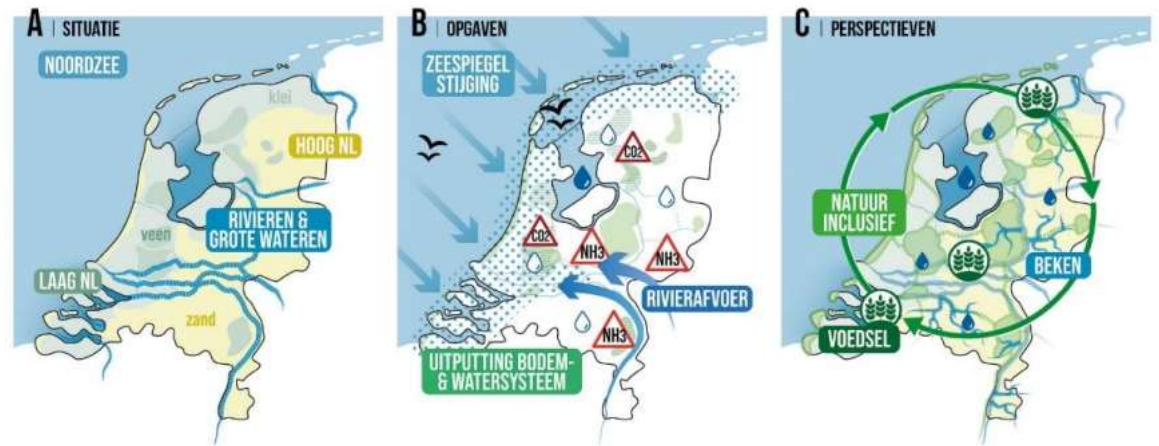 A | SITUATIE
NOORDZEE
klei
HOOG NL
RIVIEREN &
GROTE WATEREN
veen
LAAG NL
zand
B | OPGAVEN
ZEESPIEGEL
STIJGING
CO2
CO2
NH3
NH3
RIVIERAFVOER
NH3
UITPUTTING BODEM-
& WATERSYSTEEM
C | PERSPECTIEVEN
NATUUR
INCLUSIEF
BEKEN
VOEDSEL